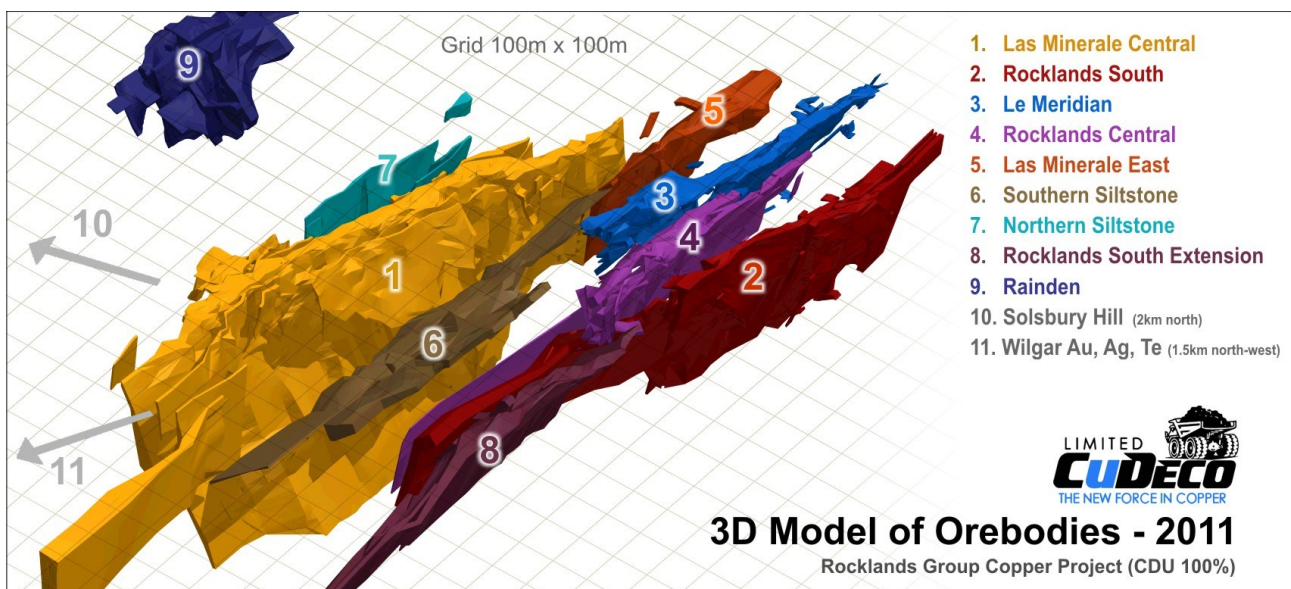 Grid 100m x 100m
9
7
5
3
4
10
1
2
6
11
8
1. Las Minerale Central
2. Rocklands South
3. Le Meridian
4. Rocklands Central
5. Las Minerale East
6. Southern Siltstone
7. Northern Siltstone
8. Rocklands South Extension
9. Rainden
10. Solsbury Hill (2km north)
11. Wilgar Au, Ag, Te (1.5km north-west)
LIMITED
CuDECO
THE NEW FORCE IN COPPER
3D Model of Orebodies - 2011
Rocklands Group Copper Project (CDU 100%)